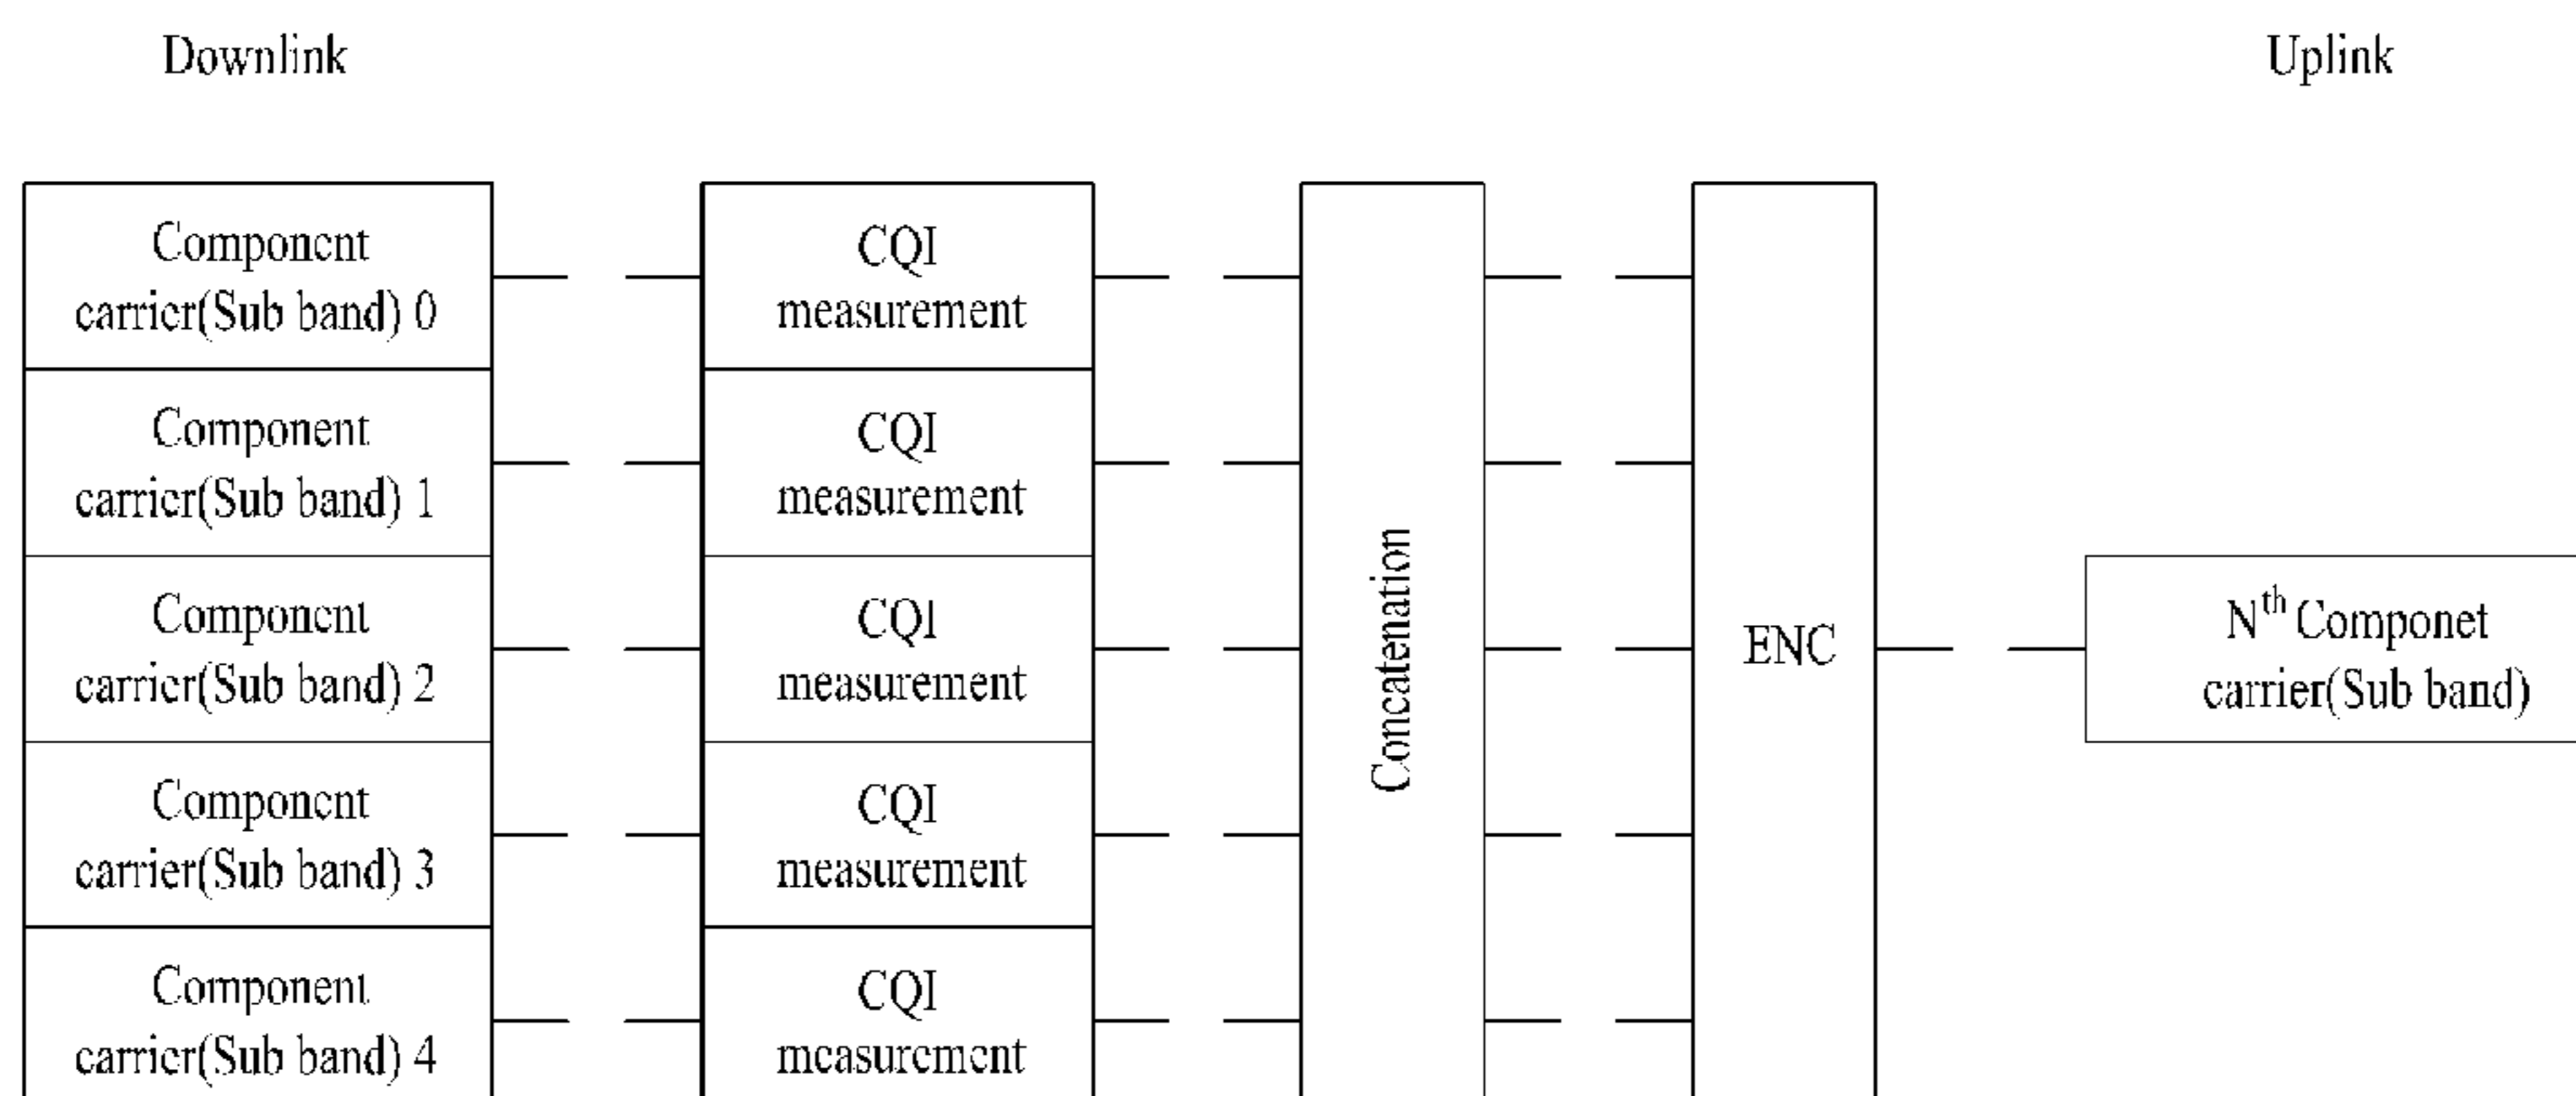 Downlink
Uplink
Component
carrier(Sub band) 0
CQI
measurement
Component
carrier(Sub band) 1
CQI
measurement
Component
carrier(Sub band) 2
CQI
measurement
Component
carrier(Sub band) 3
CQI
measurement
Component
carrier(Sub band) 4
CQI
measurement
Concatenation
ENC
Nth Componet
carrier(Sub band)